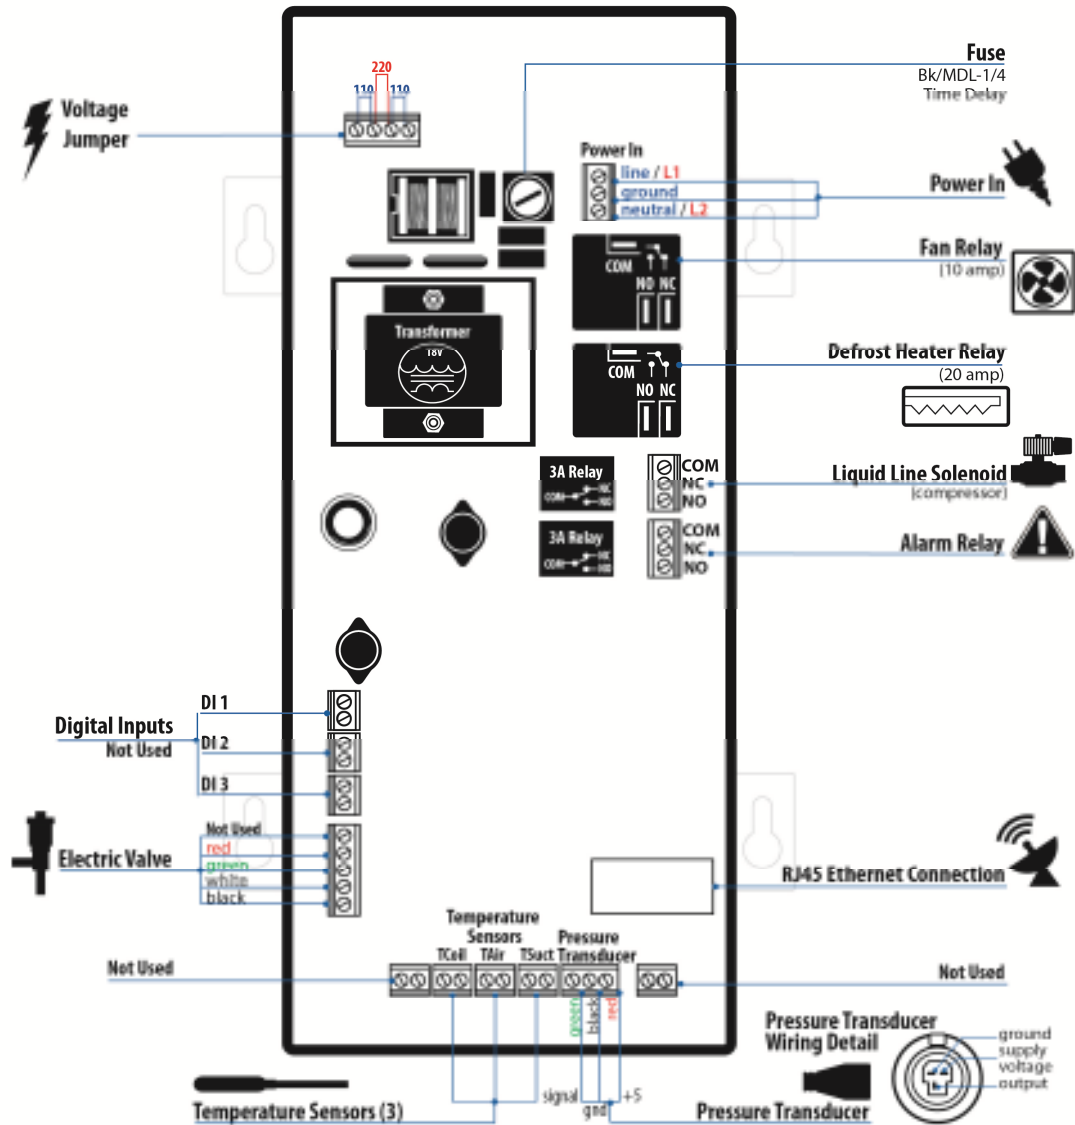 220
110 110
Voltage
Jumper
Fuse
Bk/MDL-1/4
Time Delay
Power In
line / L1
ground
neutral / L2
Power In
COM
NO NC
Fan Relay
(10 amp)
Transformer
18V
COM
NO NC
Defrost Heater Relay
(20 amp)
3A Relay
COM
NC
NO
COM
NC
NO
Liquid Line Solenoid
(compressor)
3A Relay
COM
NC
NO
COM
NC
NO
Alarm Relay
Digital Inputs
Not Used
DI 1
DI 2
DI 3
Electric Valve
Not Used
red
green
white
black
RJ45 Ethernet Connection
Temperature
Sensors
TCoil TAir TSuct
Pressure
Transducer
Not Used
Not Used
green
black
red
signal
gnd
+5
Temperature Sensors (3)
Pressure Transducer
Wiring Detail
ground
supply
voltage
output
Pressure Transducer